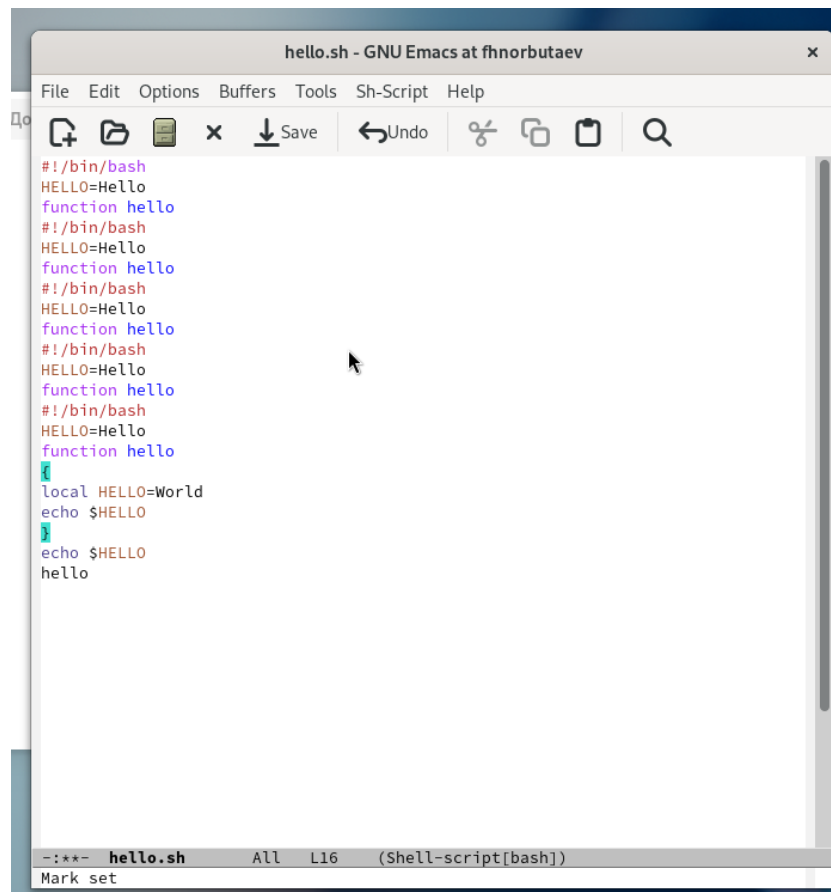 hello.sh - GNU Emacs at fhnorbutaev
File Edit Options Buffers Tools Sh-Script Help
До
Save Undo
#!/bin/bash
HELLO=Hello
function hello
#!/bin/bash
HELLO=Hello
function hello
#!/bin/bash
HELLO=Hello
function hello
#!/bin/bash
HELLO=Hello
function hello
#!/bin/bash
HELLO=Hello
function hello
{
local HELLO=World
echo $HELLO
}
echo $HELLO
hello
-:**- hello.sh All L16 (Shell-script[bash])
Mark set